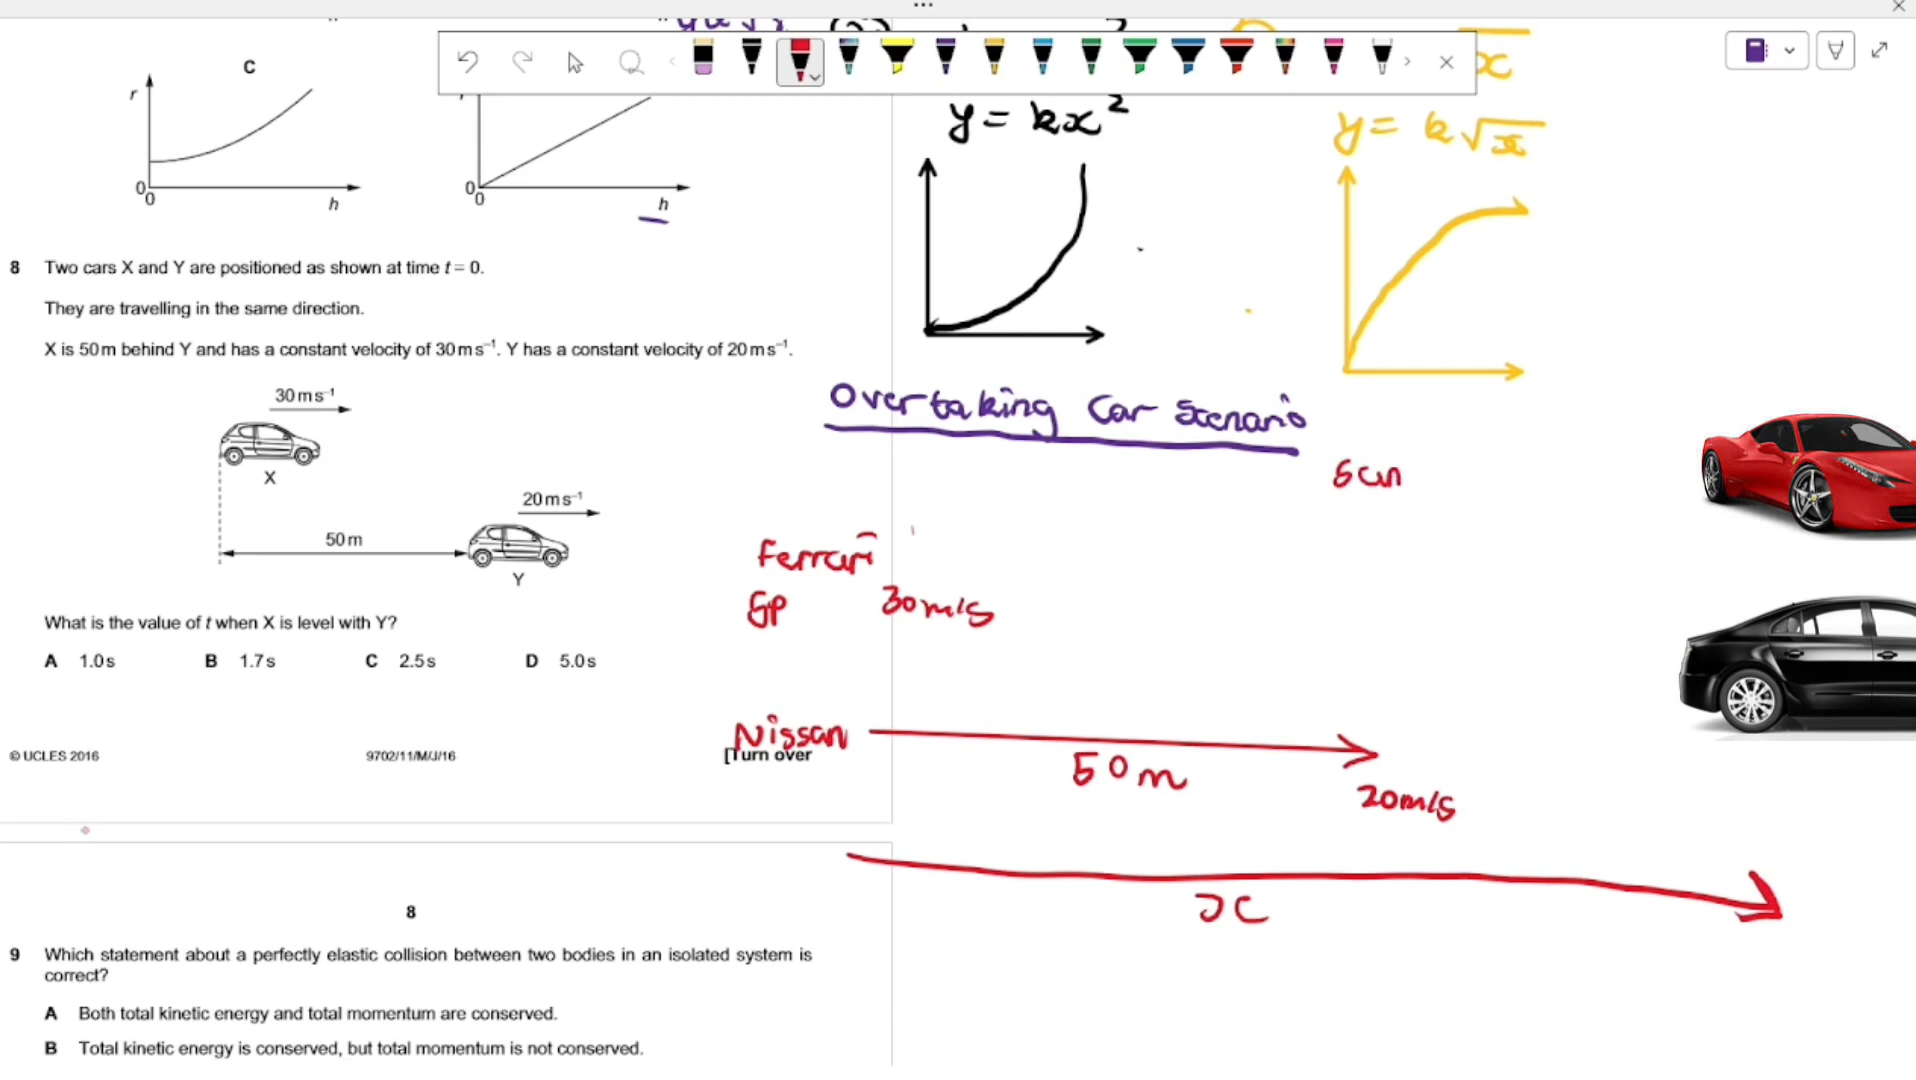 C
r
0
0
h
0
0
h
8 Two cars X and Y are positioned as shown at time t = 0.
They are travelling in the same direction.
X is 50 m behind Y and has a constant velocity of 30 m s⁻¹. Y has a constant velocity of 20 m s⁻¹.
30 m s⁻¹
X
20 m s⁻¹
50 m
Y
What is the value of t when X is level with Y?
A 1.0 s B 1.7 s C 2.5 s D 5.0 s
© UCLES 2016 9702/11/M/J/16 [Turn over
8
9 Which statement about a perfectly elastic collision between two bodies in an isolated system is
correct?
A Both total kinetic energy and total momentum are conserved.
B Total kinetic energy is conserved, but total momentum is not conserved.
y = kx²
x
y = k√x
Overtaking Car Scenario
Ferrari
30m/s
Nissan
50m
20m/s
x